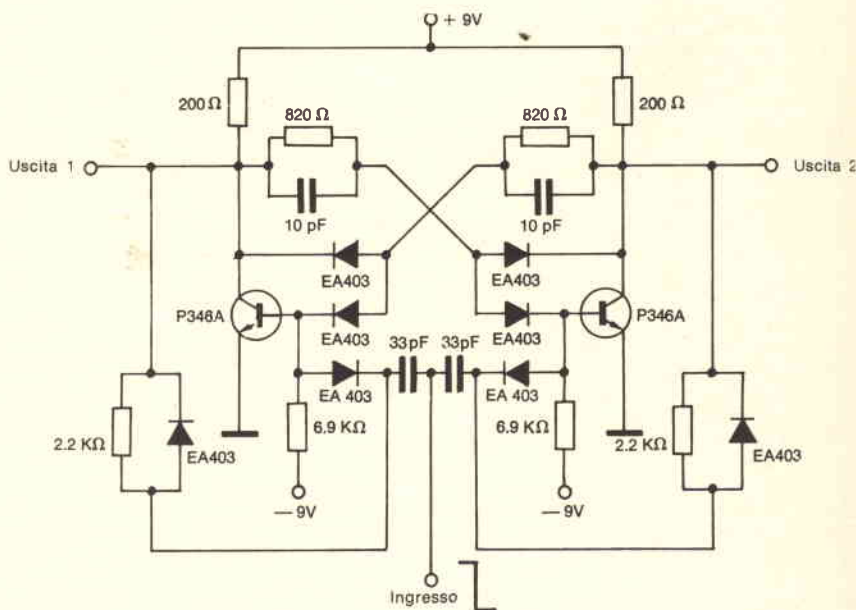 + 9V
200 Ω
820 Ω
820 Ω
200 Ω
Uscita 1
Uscita 2
10 pF
10 pF
EA403
EA403
P346A
P346A
EA403
EA403
33pF
33pF
EA 403
EA 403
2.2 KΩ
EA403
6.9 KΩ
6.9 KΩ
2.2 KΩ
EA403
— 9V
— 9V
Ingresso